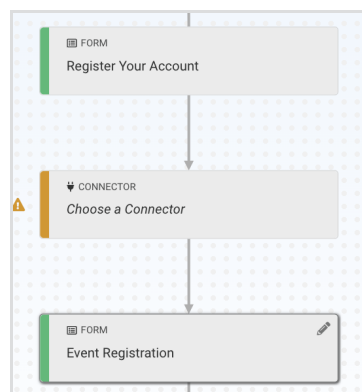 FORM
Register Your Account
CONNECTOR
Choose a Connector
FORM
Event Registration